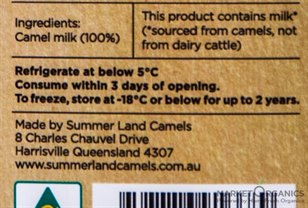 Ingredients:
Camel milk (100%)
This product contains milk*
(*sourced from camels, not
from dairy cattle)
Refrigerate at below 5°C
Consume within 3 days of opening.
To freeze, store at -18°C or below for up to 2 years.
Made by Summer Land Camels
8 Charles Chauvel Drive
Harrisville Queensland 4307
www.summerlandcamels.com.au
MARKET ORGANICS